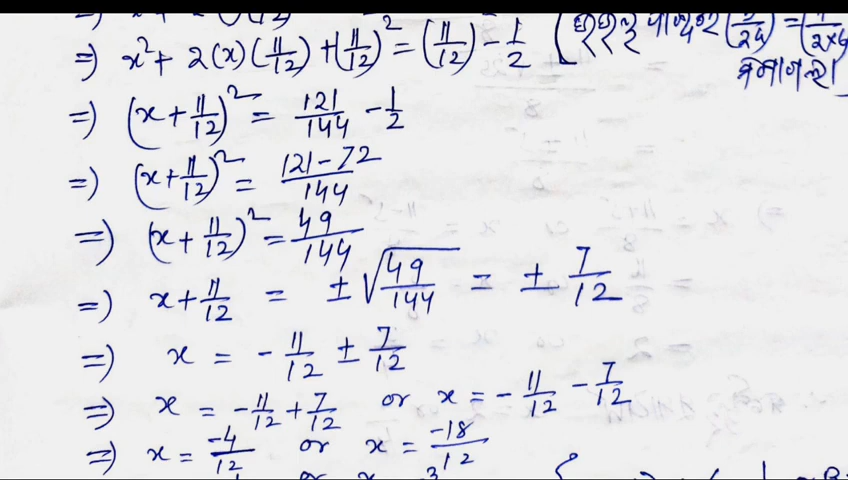 ⇒ x² + 2(x)(11/12) + (11/12)² = (11/12)² - 1/2
⇒ (x + 11/12)² = 121/144 - 1/2
⇒ (x + 11/12)² = 121-72/144
⇒ (x + 11/12)² = 49/144
⇒ x + 11/12 = ± √49/144 = ± 7/12
⇒ x = - 11/12 ± 7/12
⇒ x = - 11/12 + 7/12 or x = - 11/12 - 7/12
⇒ x = -4/12 or x = -18/12